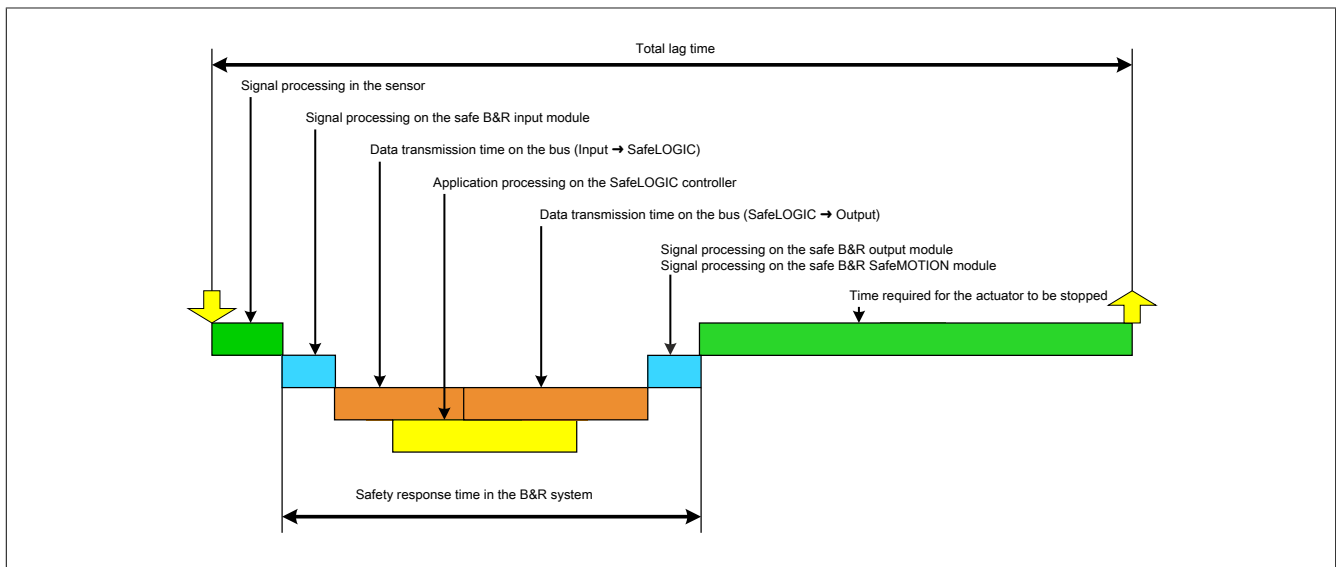 Total lag time
Signal processing in the sensor
Signal processing on the safe B&R input module
Data transmission time on the bus (Input ➜ SafeLOGIC)
Application processing on the SafeLOGIC controller
Data transmission time on the bus (SafeLOGIC ➜ Output)
Signal processing on the safe B&R output module
Signal processing on the safe B&R SafeMOTION module
Time required for the actuator to be stopped
Safety response time in the B&R system